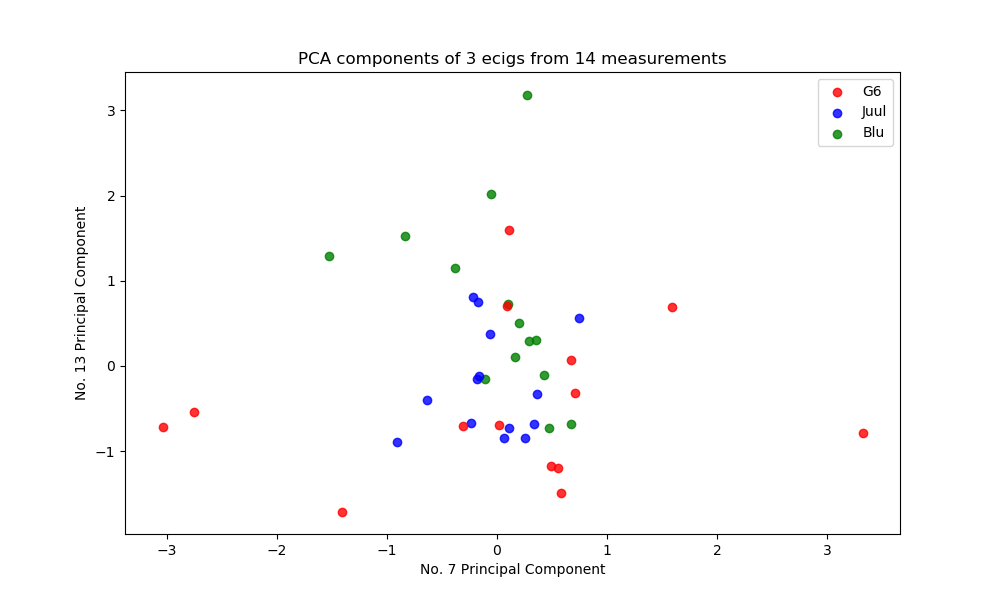 PCA components of 3 ecigs from 14 measurements
G6
Juul
Blu
3
2
1
0
−1
No. 13 Principal Component
−3 −2 −1 0 1 2 3
No. 7 Principal Component